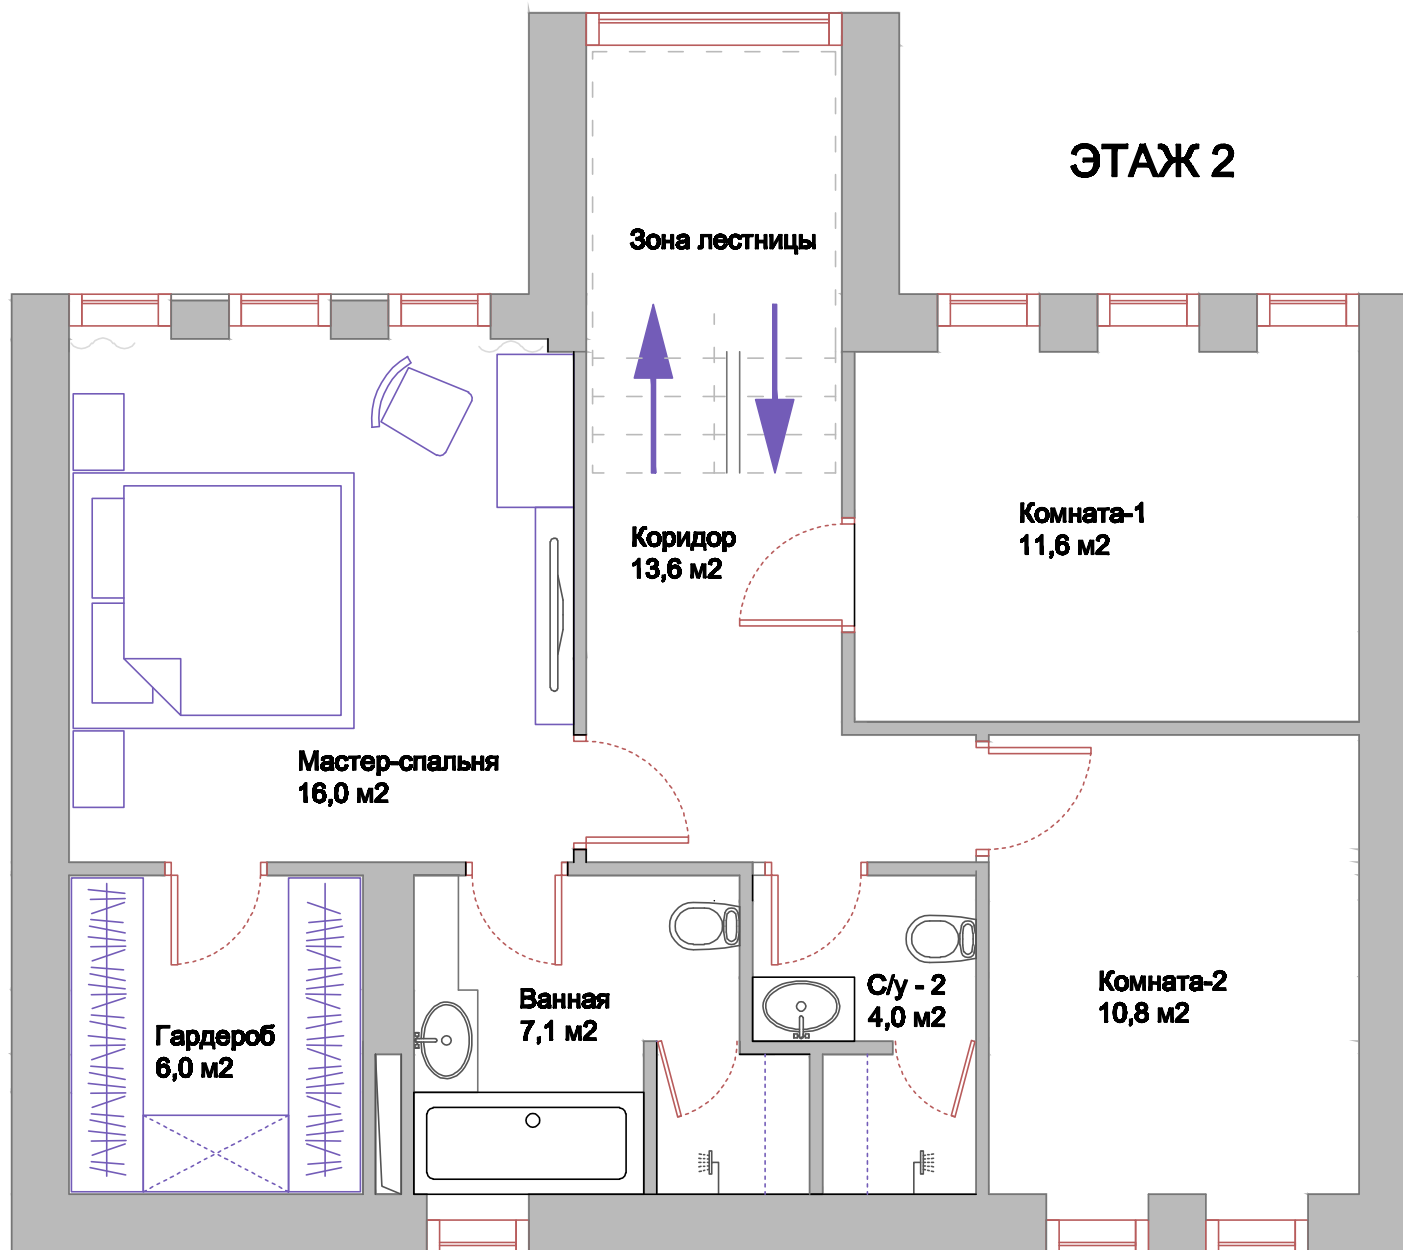 ЭТАЖ 2
Зона лестницы
Комната-1
11,6 м2
Коридор
13,6 м2
Мастер-спальня
16,0 м2
Ванная
7,1 м2
С/у - 2
4,0 м2
Комната-2
10,8 м2
Гардероб
6,0 м2